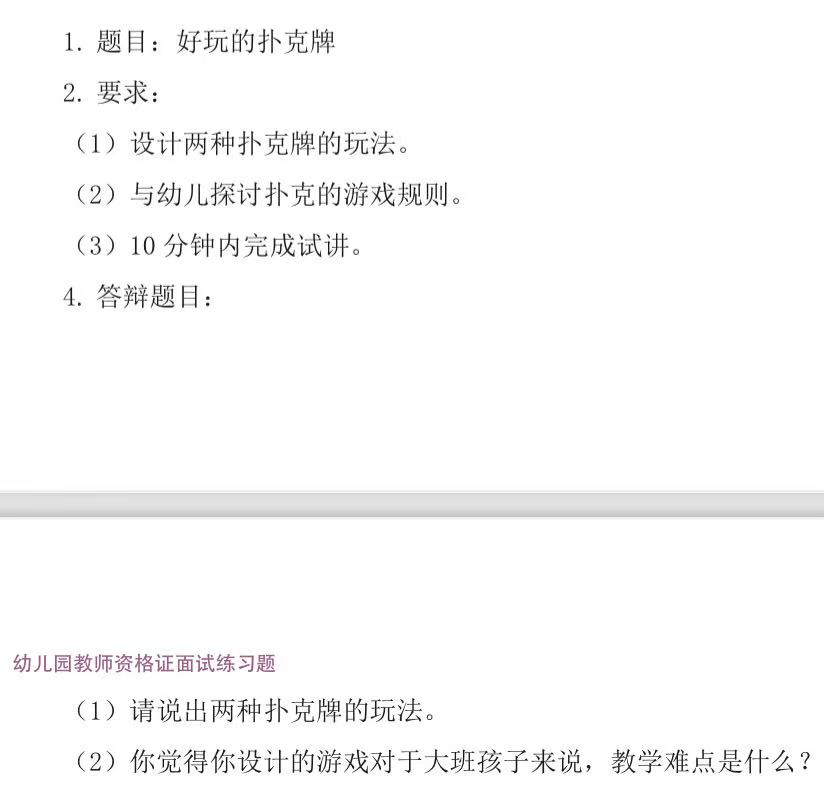 1. 题目：好玩的扑克牌
2. 要求：
（1）设计两种扑克牌的玩法。
（2）与幼儿探讨扑克的游戏规则。
（3）10 分钟内完成试讲。
4. 答辩题目：
幼儿园教师资格证面试练习题
（1）请说出两种扑克牌的玩法。
（2）你觉得你设计的游戏对于大班孩子来说，教学难点是什么？